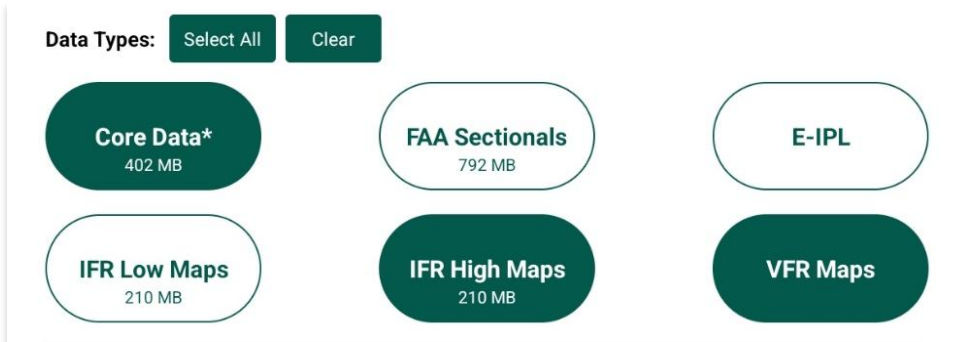 Data Types: Select All Clear
Core Data*
402 MB
FAA Sectionals
792 MB
E-IPL
IFR Low Maps
210 MB
IFR High Maps
210 MB
VFR Maps